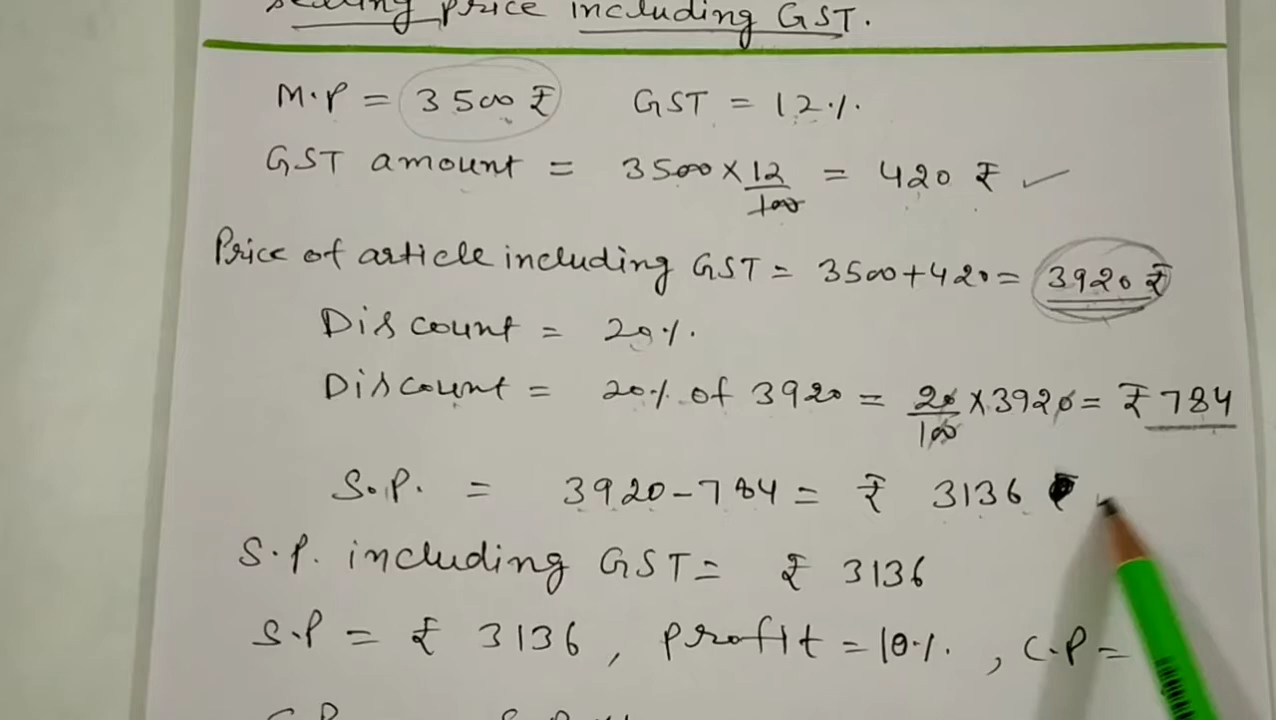 selling price including GST.
M.P = 3500 ₹ GST = 12%.
GST amount = 3500 × 12/100 = 420 ₹ ✓
Price of article including GST = 3500+420 = 3920 ₹
Discount = 20%.
Discount = 20% of 3920 = 20/100 × 3920 = ₹ 784
S.P. = 3920-784 = ₹ 3136
S.P. including GST = ₹ 3136
S.P = ₹ 3136 , profit = 10%. , C.P =